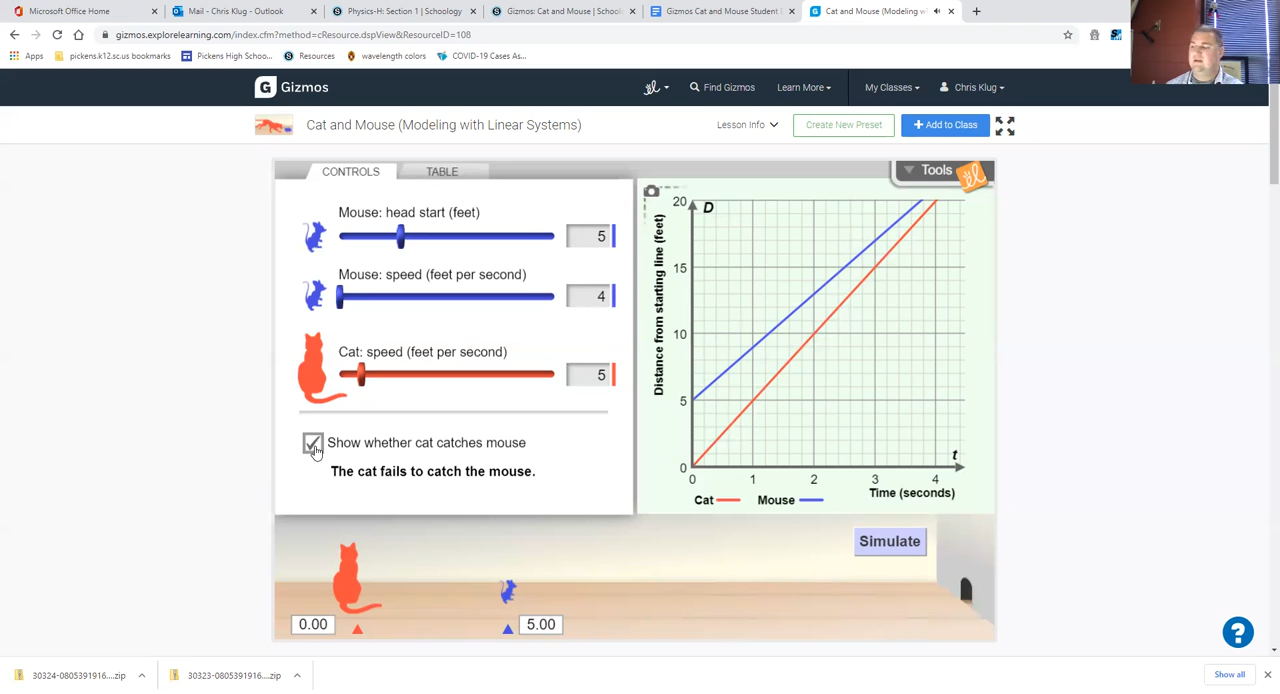 Microsoft Office Home
Mail - Chris Klug - Outlook
Physics-H: Section 1 | Schoology
Gizmos: Cat and Mouse | School
Gizmos Cat and Mouse Student
Cat and Mouse (Modeling with
gizmos.explorelearning.com/index.cfm?method=cResource.dspView&ResourceID=108
Apps
pickens.k12.sc.us bookmarks
Pickens High Schoo...
Resources
wavelength colors
COVID-19 Cases As...
G Gizmos
Find Gizmos
Learn More
My Classes
Chris Klug
Cat and Mouse (Modeling with Linear Systems)
Lesson Info
Create New Preset
+ Add to Class
CONTROLS
TABLE
Tools
Mouse: head start (feet)
5
Mouse: speed (feet per second)
4
Cat: speed (feet per second)
5
Show whether cat catches mouse
The cat fails to catch the mouse.
D
Distance from starting line (feet)
20
15
10
5
0
t
0 1 2 3 4
Time (seconds)
Cat
Mouse
Simulate
0.00
5.00
?
30324-0805391916....zip
30323-0805391916....zip
Show all